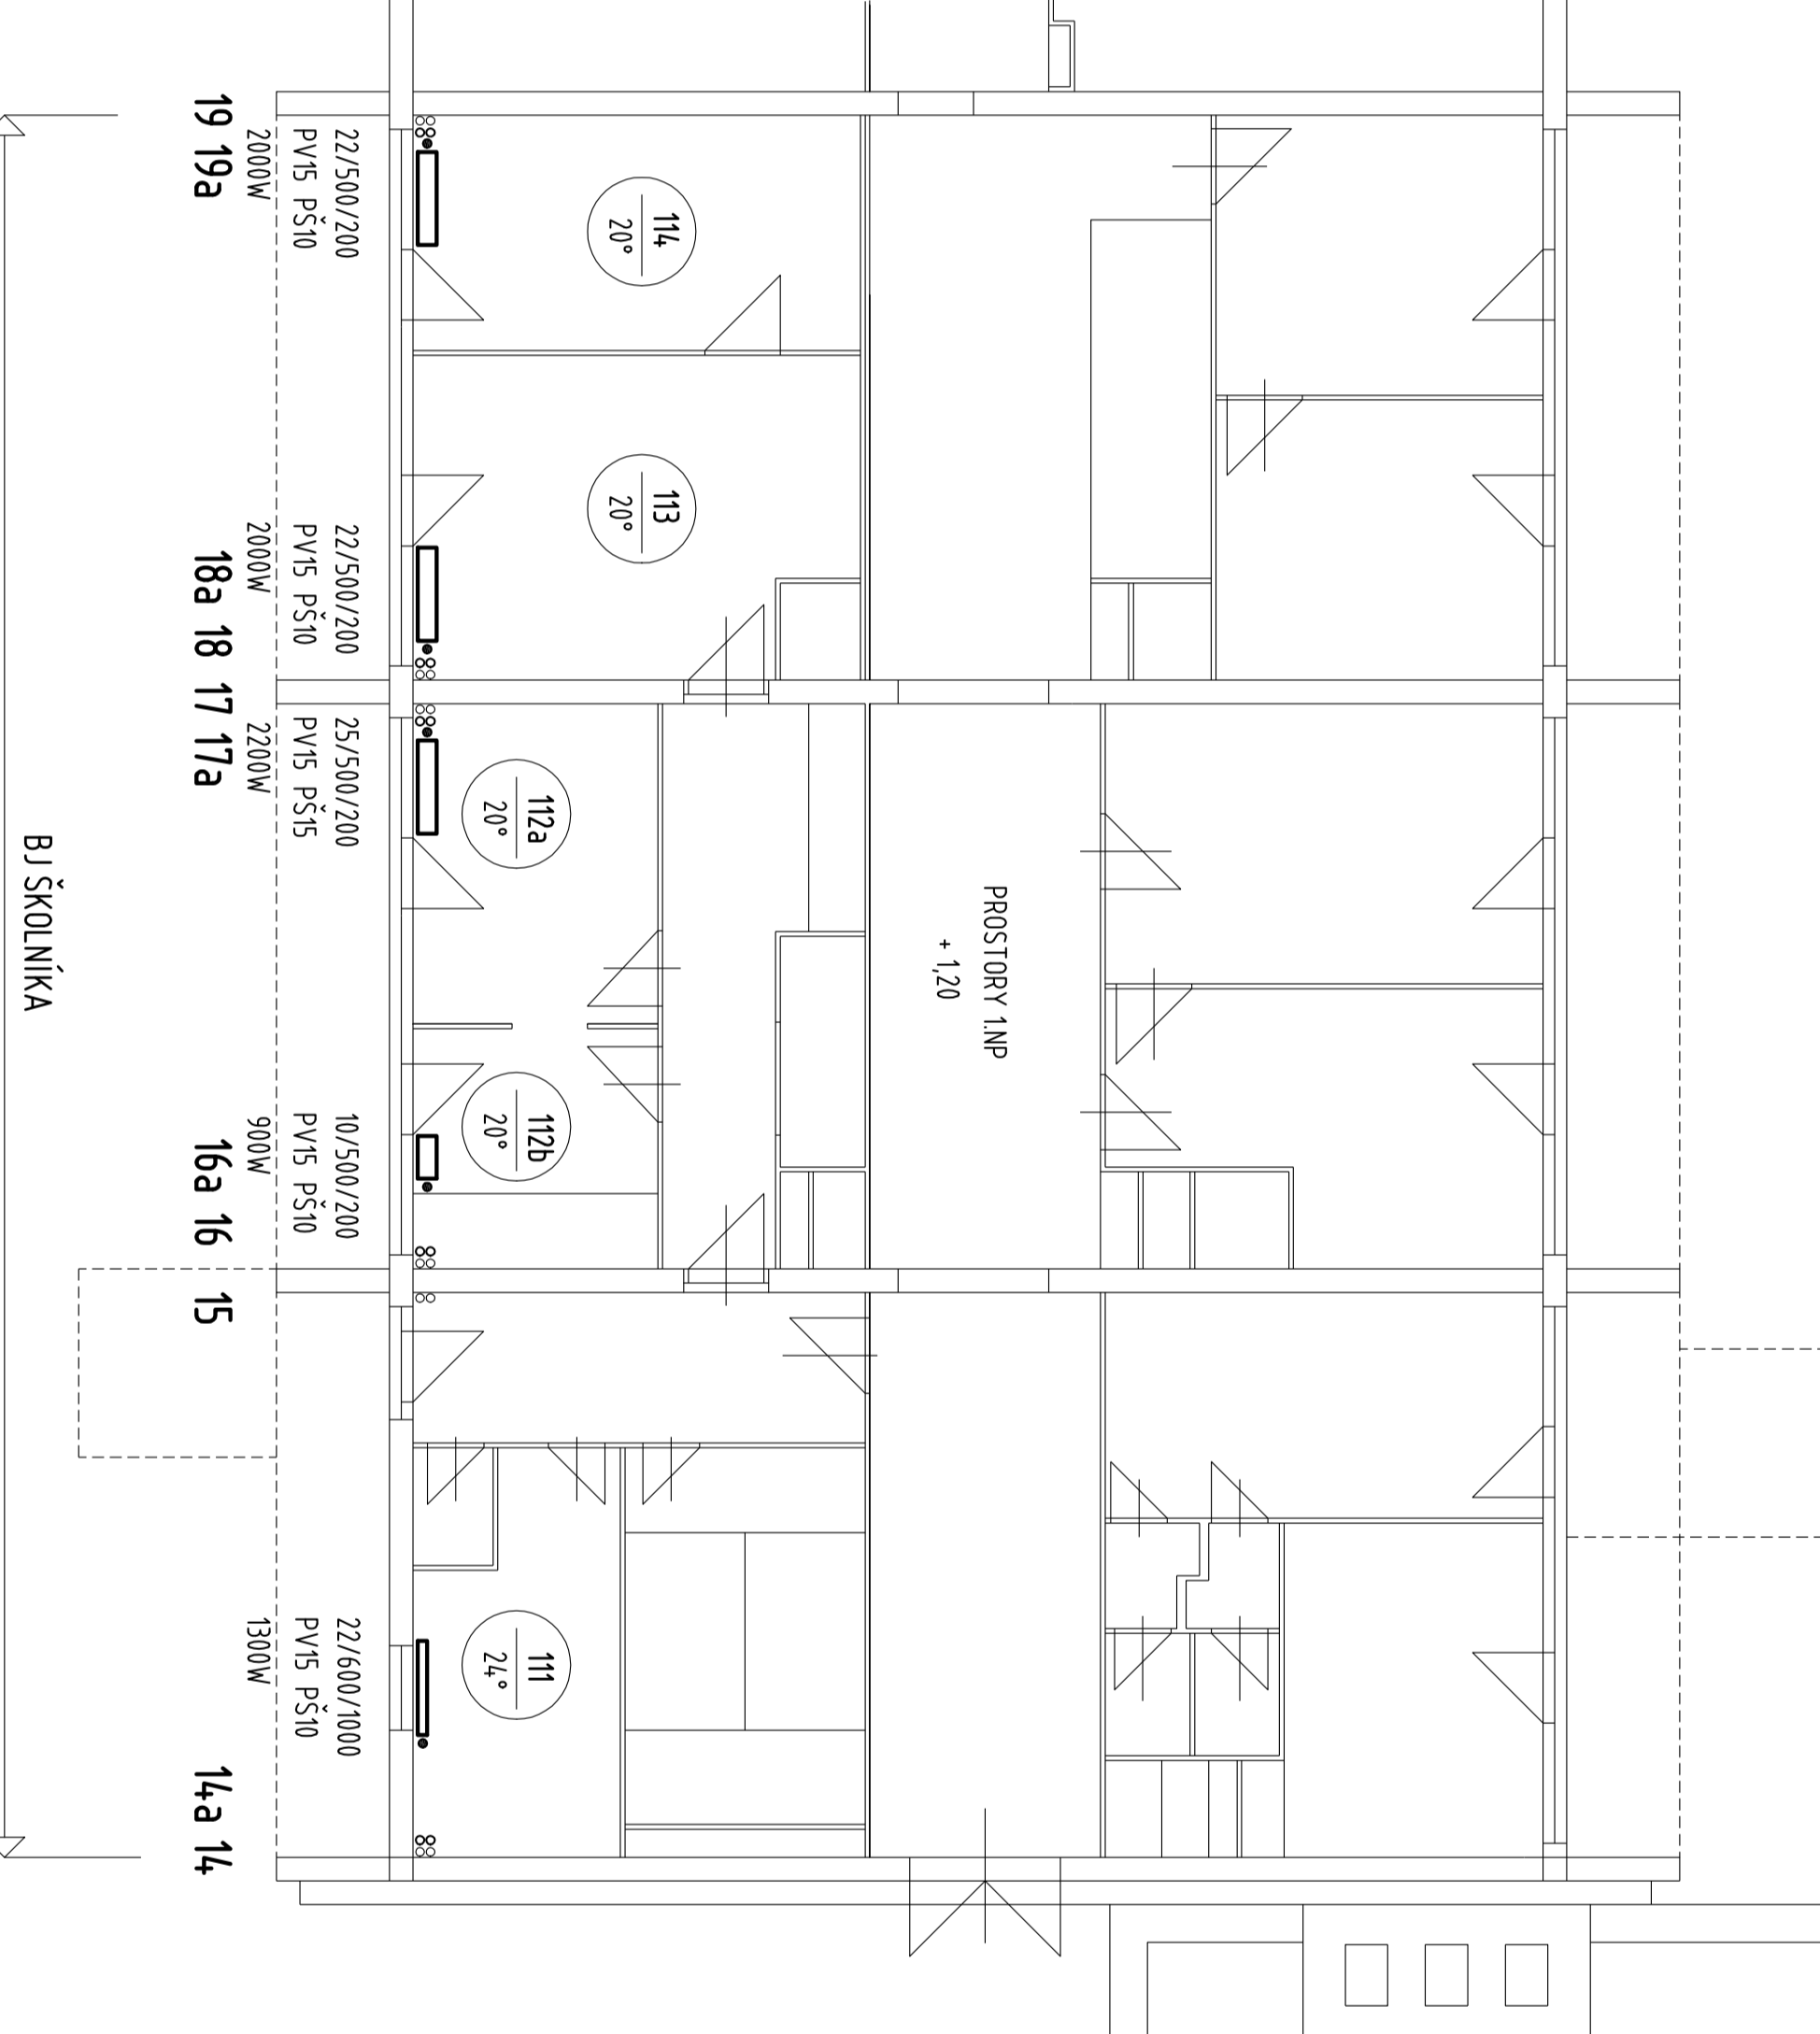 19 19a
22/500/200
PV15 PŠ10
2000W
114
20°
18a 18
22/500/200
PV15 PŠ10
2000W
113
20°
17 17a
25/500/200
PV15 PŠ15
2200W
112a
20°
16a 16
10/500/200
PV15 PŠ10
900W
112b
20°
15
22/600/1000
PV15 PŠ10
1300W
111
24°
14a 14
PROSTORY 1.NP
+ 1,20
BJ ŠKOLNÍKA